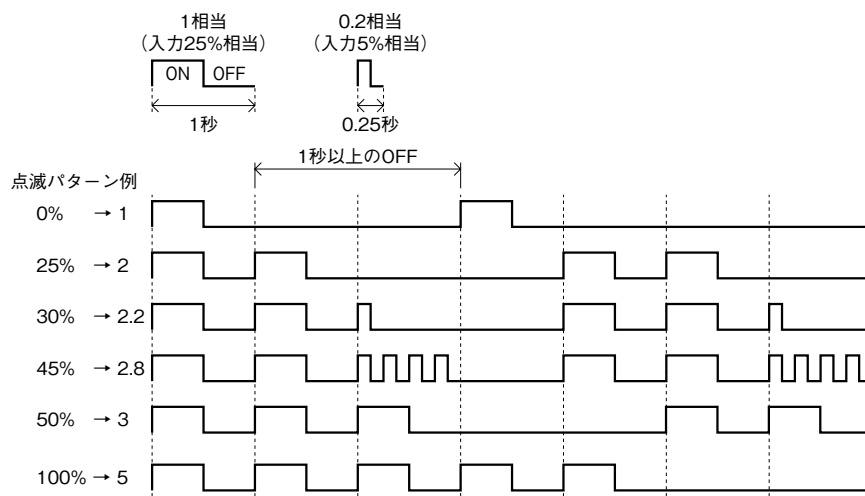 1相当
（入力25%相当）
0.2相当
（入力5%相当）
ON OFF
1秒
0.25秒
1秒以上のOFF
点滅パターン例
0% → 1
25% → 2
30% → 2.2
45% → 2.8
50% → 3
100% → 5